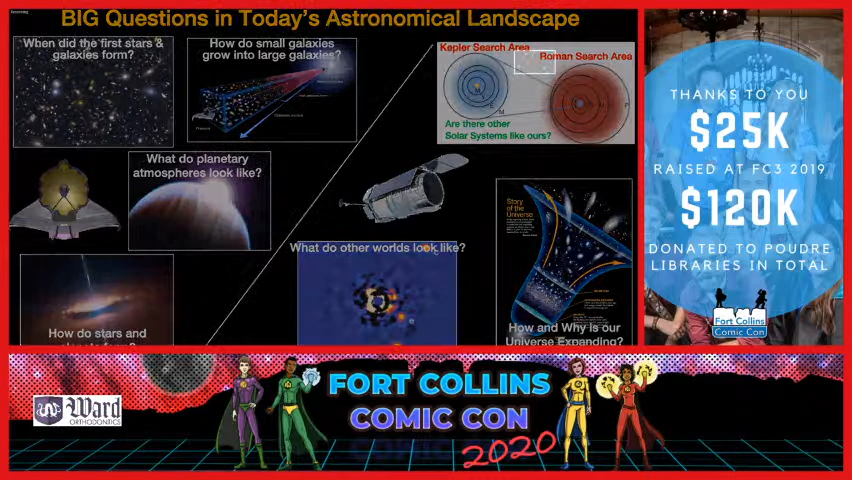 BIG Questions in Today's Astronomical Landscape
When did the first stars &
galaxies form?
How do small galaxies
grow into large galaxies?
Kepler Search Area
Roman Search Area
Are there other
Solar Systems like ours?
What do planetary
atmospheres look like?
Story
of the
Universe
What do other worlds look like?
How do stars and
How and Why is our
Universe Expanding?
THANKS TO YOU
$25K
RAISED AT FC3 2019
$120K
DONATED TO POUDRE
LIBRARIES IN TOTAL
Fort Collins
Comic Con
Ward
ORTHODONTICS
FORT COLLINS
COMIC CON
2020